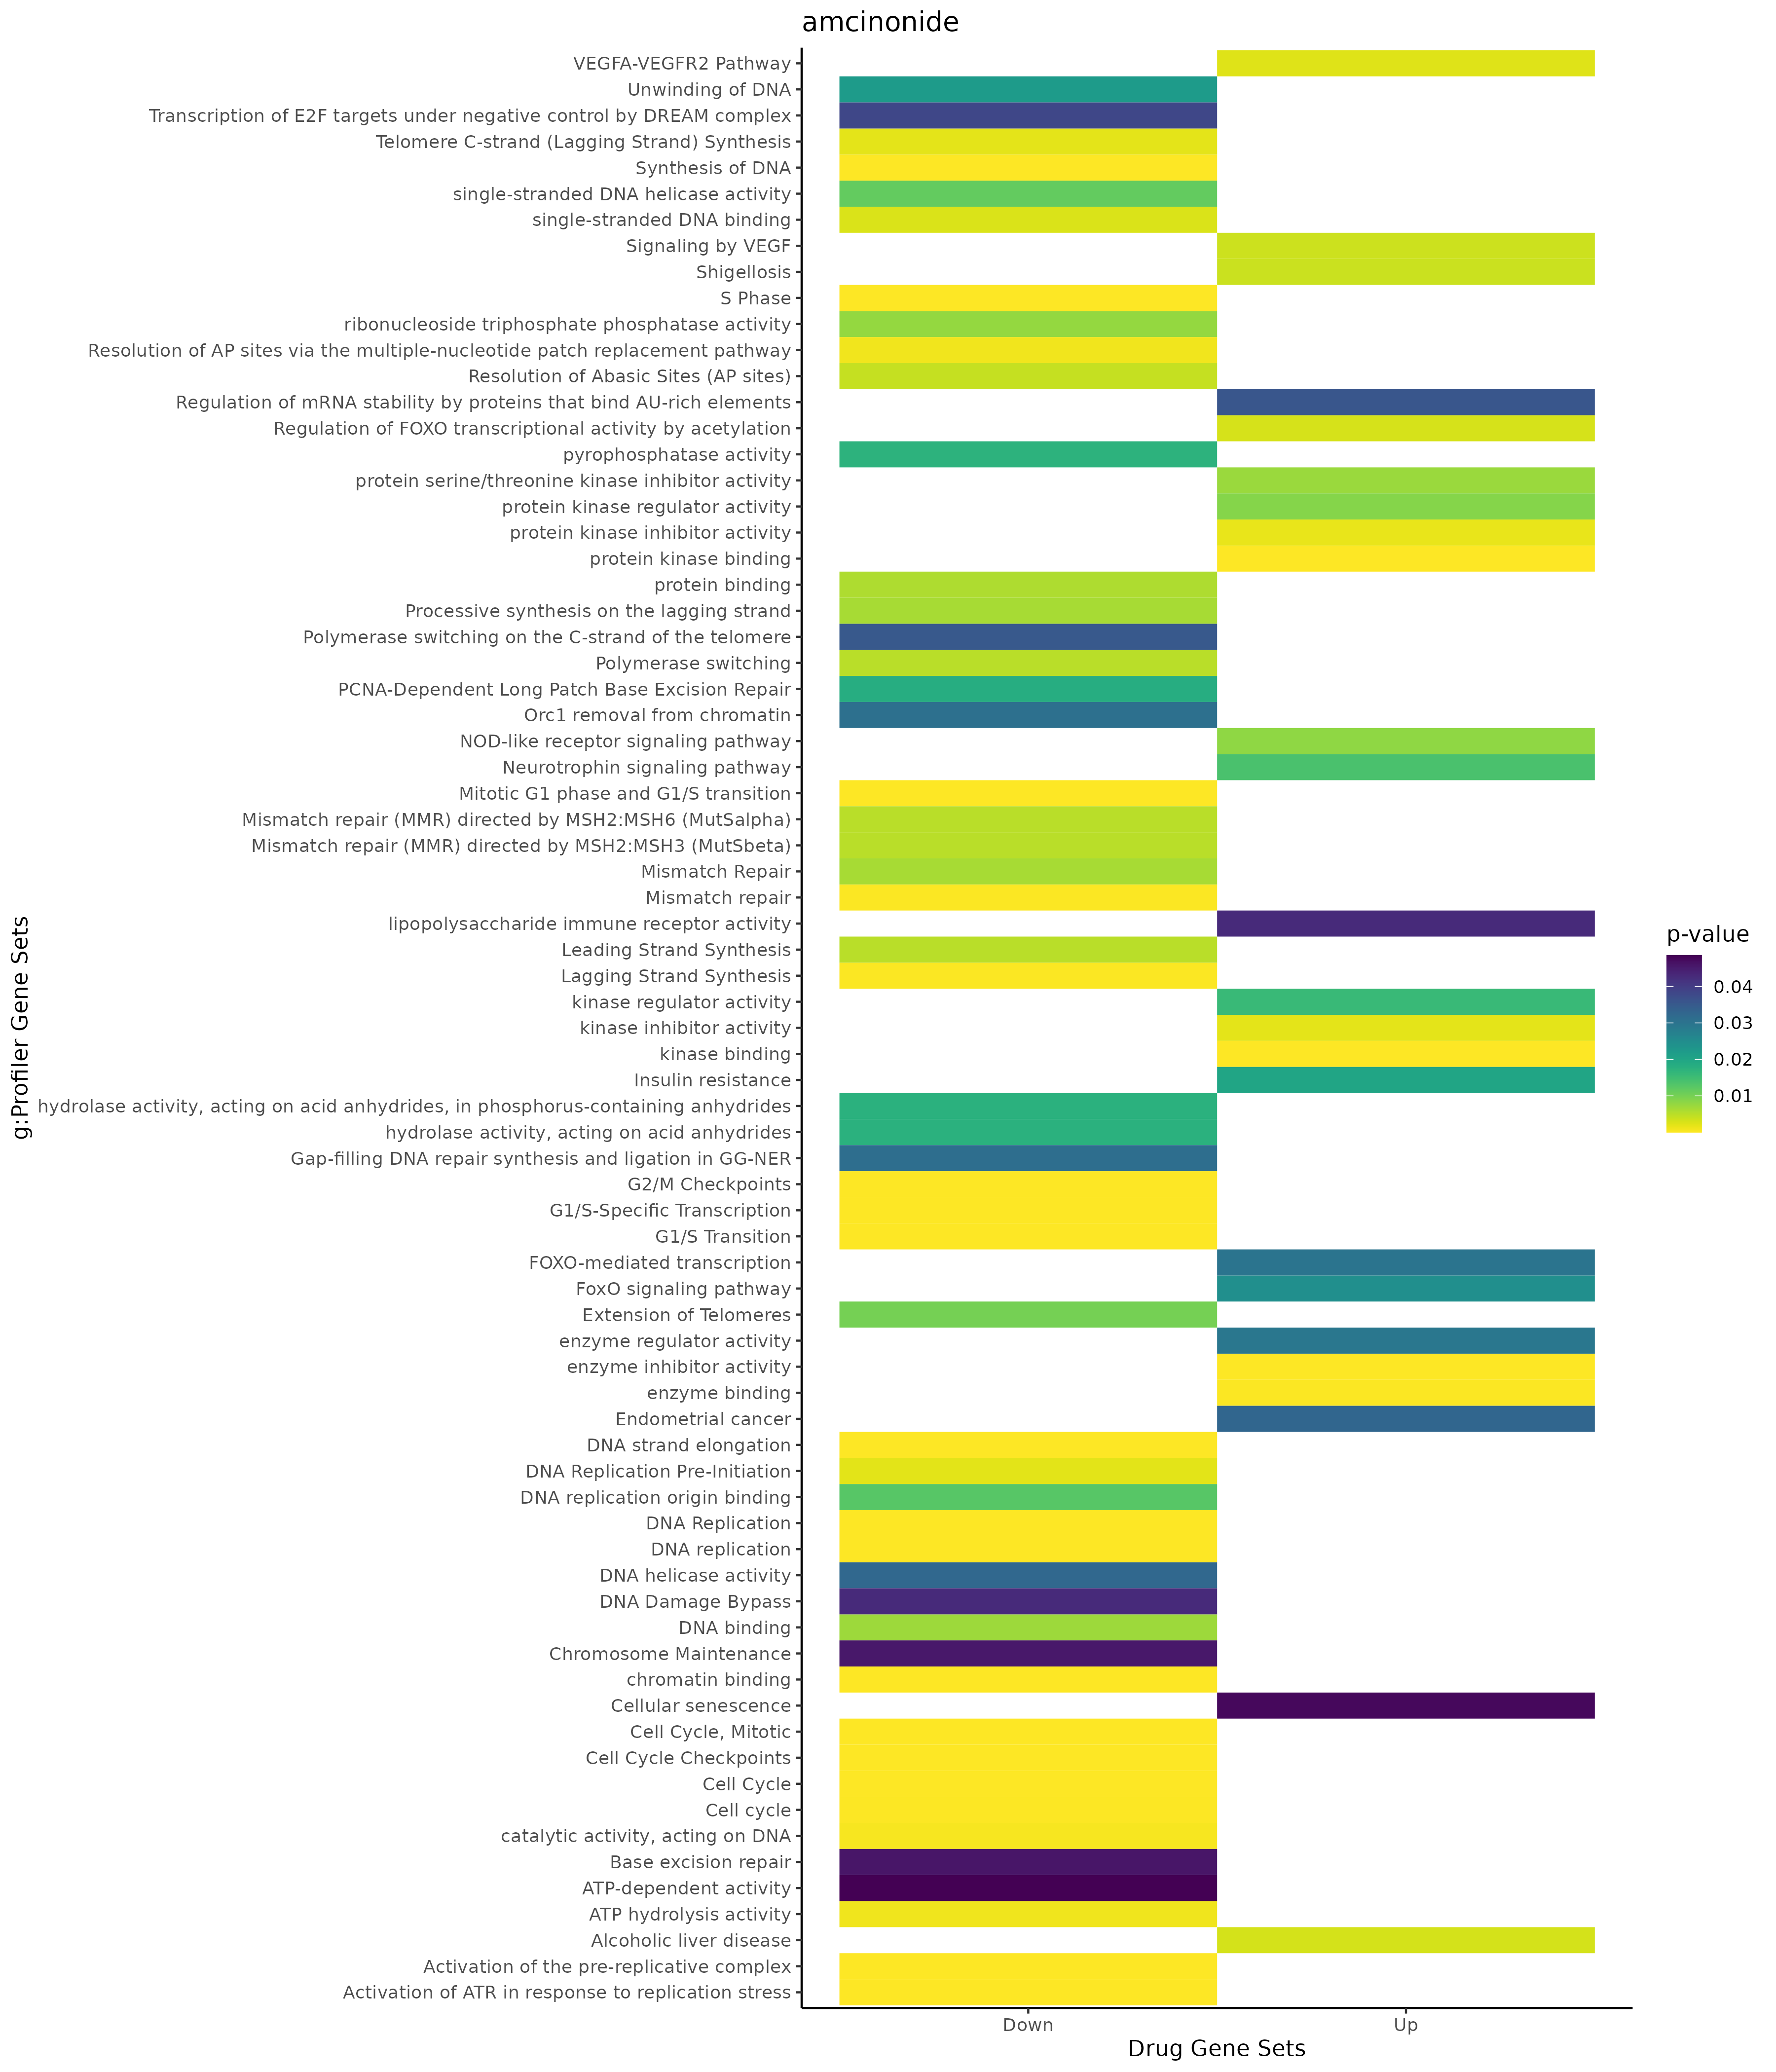 amcinonide
VEGFA-VEGFR2 Pathway
Unwinding of DNA
Transcription of E2F targets under negative control by DREAM complex
Telomere C-strand (Lagging Strand) Synthesis
Synthesis of DNA
single-stranded DNA helicase activity
single-stranded DNA binding
Signaling by VEGF
Shigellosis
S Phase
ribonucleoside triphosphate phosphatase activity
Resolution of AP sites via the multiple-nucleotide patch replacement pathway
Resolution of Abasic Sites (AP sites)
Regulation of mRNA stability by proteins that bind AU-rich elements
Regulation of FOXO transcriptional activity by acetylation
pyrophosphatase activity
protein serine/threonine kinase inhibitor activity
protein kinase regulator activity
protein kinase inhibitor activity
protein kinase binding
protein binding
Processive synthesis on the lagging strand
Polymerase switching on the C-strand of the telomere
Polymerase switching
PCNA-Dependent Long Patch Base Excision Repair
Orc1 removal from chromatin
NOD-like receptor signaling pathway
Neurotrophin signaling pathway
Mitotic G1 phase and G1/S transition
Mismatch repair (MMR) directed by MSH2:MSH6 (MutSalpha)
Mismatch repair (MMR) directed by MSH2:MSH3 (MutSbeta)
Mismatch Repair
Mismatch repair
lipopolysaccharide immune receptor activity
Leading Strand Synthesis
Lagging Strand Synthesis
kinase regulator activity
kinase inhibitor activity
kinase binding
Insulin resistance
hydrolase activity, acting on acid anhydrides, in phosphorus-containing anhydrides
hydrolase activity, acting on acid anhydrides
Gap-filling DNA repair synthesis and ligation in GG-NER
G2/M Checkpoints
G1/S-Specific Transcription
G1/S Transition
FOXO-mediated transcription
FoxO signaling pathway
Extension of Telomeres
enzyme regulator activity
enzyme inhibitor activity
enzyme binding
Endometrial cancer
DNA strand elongation
DNA Replication Pre-Initiation
DNA replication origin binding
DNA Replication
DNA replication
DNA helicase activity
DNA Damage Bypass
DNA binding
Chromosome Maintenance
chromatin binding
Cellular senescence
Cell Cycle, Mitotic
Cell Cycle Checkpoints
Cell Cycle
Cell cycle
catalytic activity, acting on DNA
Base excision repair
ATP-dependent activity
ATP hydrolysis activity
Alcoholic liver disease
Activation of the pre-replicative complex
Activation of ATR in response to replication stress
g:Profiler Gene Sets
Down
Up
Drug Gene Sets
p-value
0.04
0.03
0.02
0.01